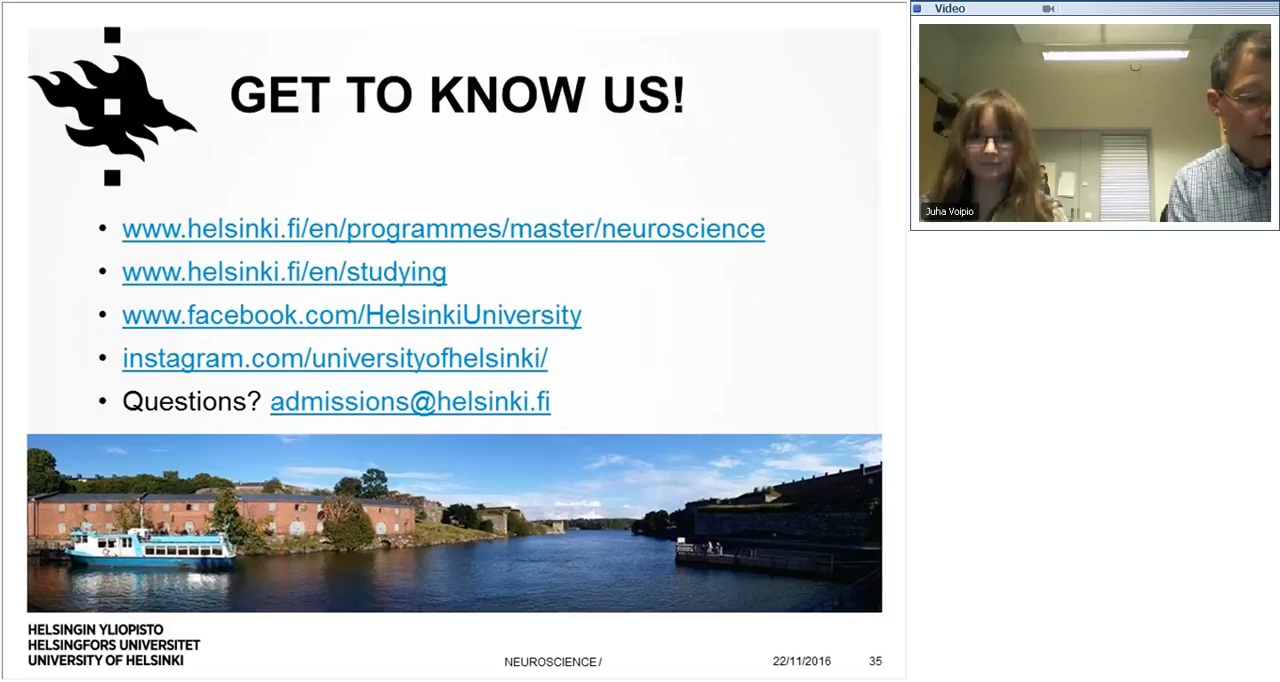 GET TO KNOW US!
• www.helsinki.fi/en/programmes/master/neuroscience
• www.helsinki.fi/en/studying
• www.facebook.com/HelsinkiUniversity
• instagram.com/universityofhelsinki/
• Questions? admissions@helsinki.fi
HELSINGIN YLIOPISTO
HELSINGFORS UNIVERSITET
UNIVERSITY OF HELSINKI
NEUROSCIENCE /
22/11/2016
35
Video
Juha Voipio